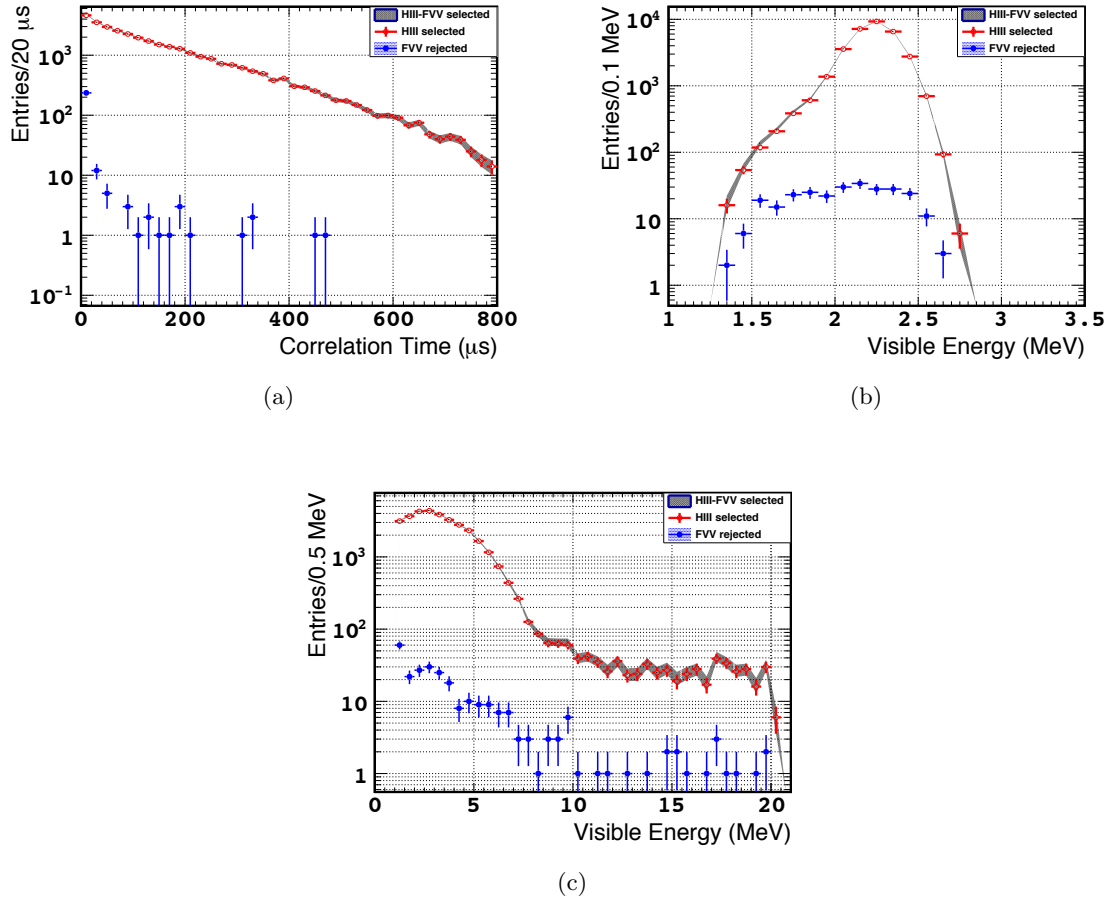 Entries/20 μs
10³
10²
10
1
10⁻¹
0 200 400 600 800
Correlation Time (μs)
HIII-FVV selected
HIII selected
FVV rejected
(a)
Entries/0.1 MeV
10⁴
10³
10²
10
1
1 1.5 2 2.5 3 3.5
Visible Energy (MeV)
HIII-FVV selected
HIII selected
FVV rejected
(b)
Entries/0.5 MeV
10³
10²
10
1
0 5 10 15 20
Visible Energy (MeV)
HIII-FVV selected
HIII selected
FVV rejected
(c)